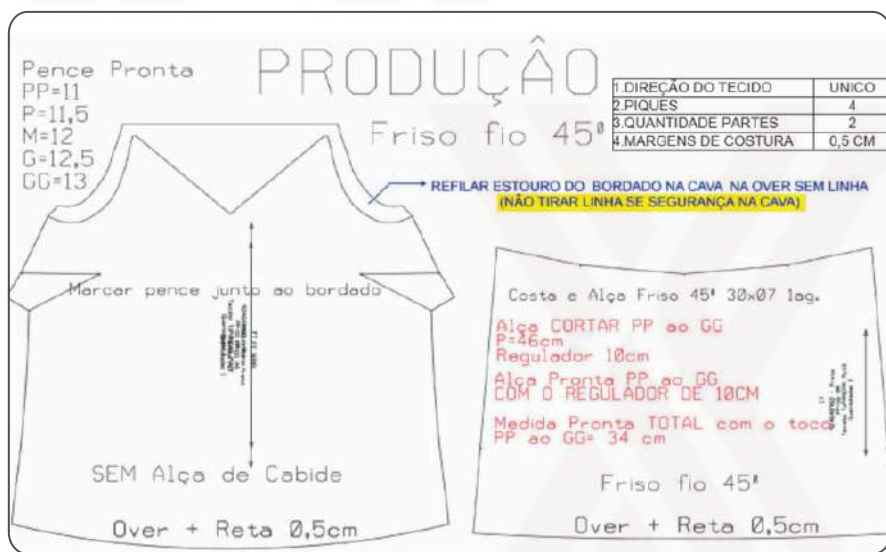 PRODUÇÂO
Pence Pronta
PP=11
P=11,5
M=12
G=12,5
GG=13
Friso fio 45º
1.DIREÇÃO DO TECIDO UNICO
2.PIQUES 4
3.QUANTIDADE PARTES 2
4.MARGENS DE COSTURA 0,5 CM
REFILAR ESTOURO DO BORDADO NA CAVA NA OVER SEM LINHA
(NÃO TIRAR LINHA SE SEGURANÇA NA CAVA)
Marcar pence junto ao bordado
SEM Alça de Cabide
Over + Reta 0,5cm
Costa e Alça Friso 45º 30x07 lag.
Alça CORTAR PP ao GG
P=46cm
Regulador 10cm
Alça Pronta PP ao GG
COM O REGULADOR DE 10CM
Medida Pronta TOTAL com o toco
PP ao GG= 34 cm
Friso fio 45º
Over + Reta 0,5cm